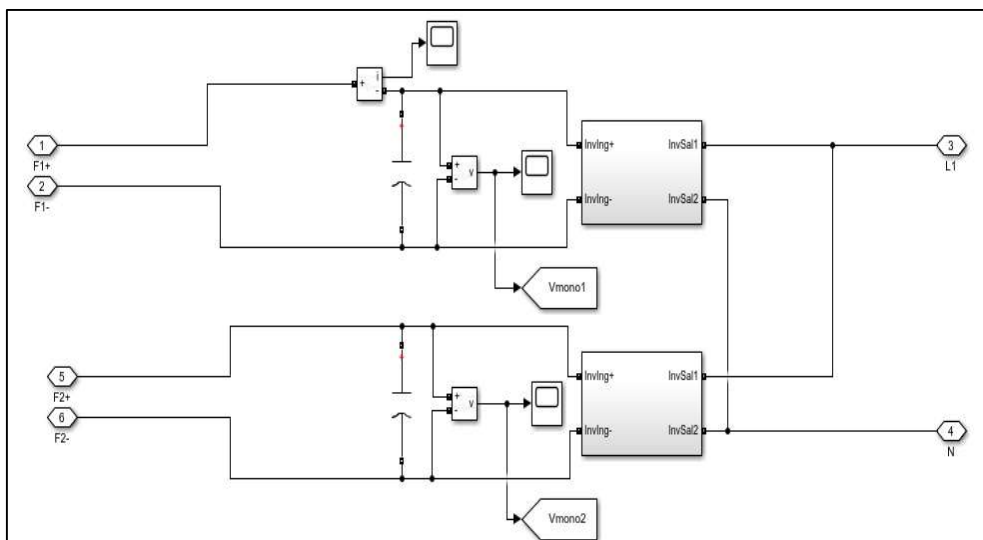 i
+
-
InvIng+
InvSal1
1
3
F1+
L1
+
v
-
2
InvIng-
InvSal2
F1-
Vmono1
5
InvIng+
InvSal1
F2+
+
v
-
6
InvIng-
InvSal2
4
F2-
N
Vmono2